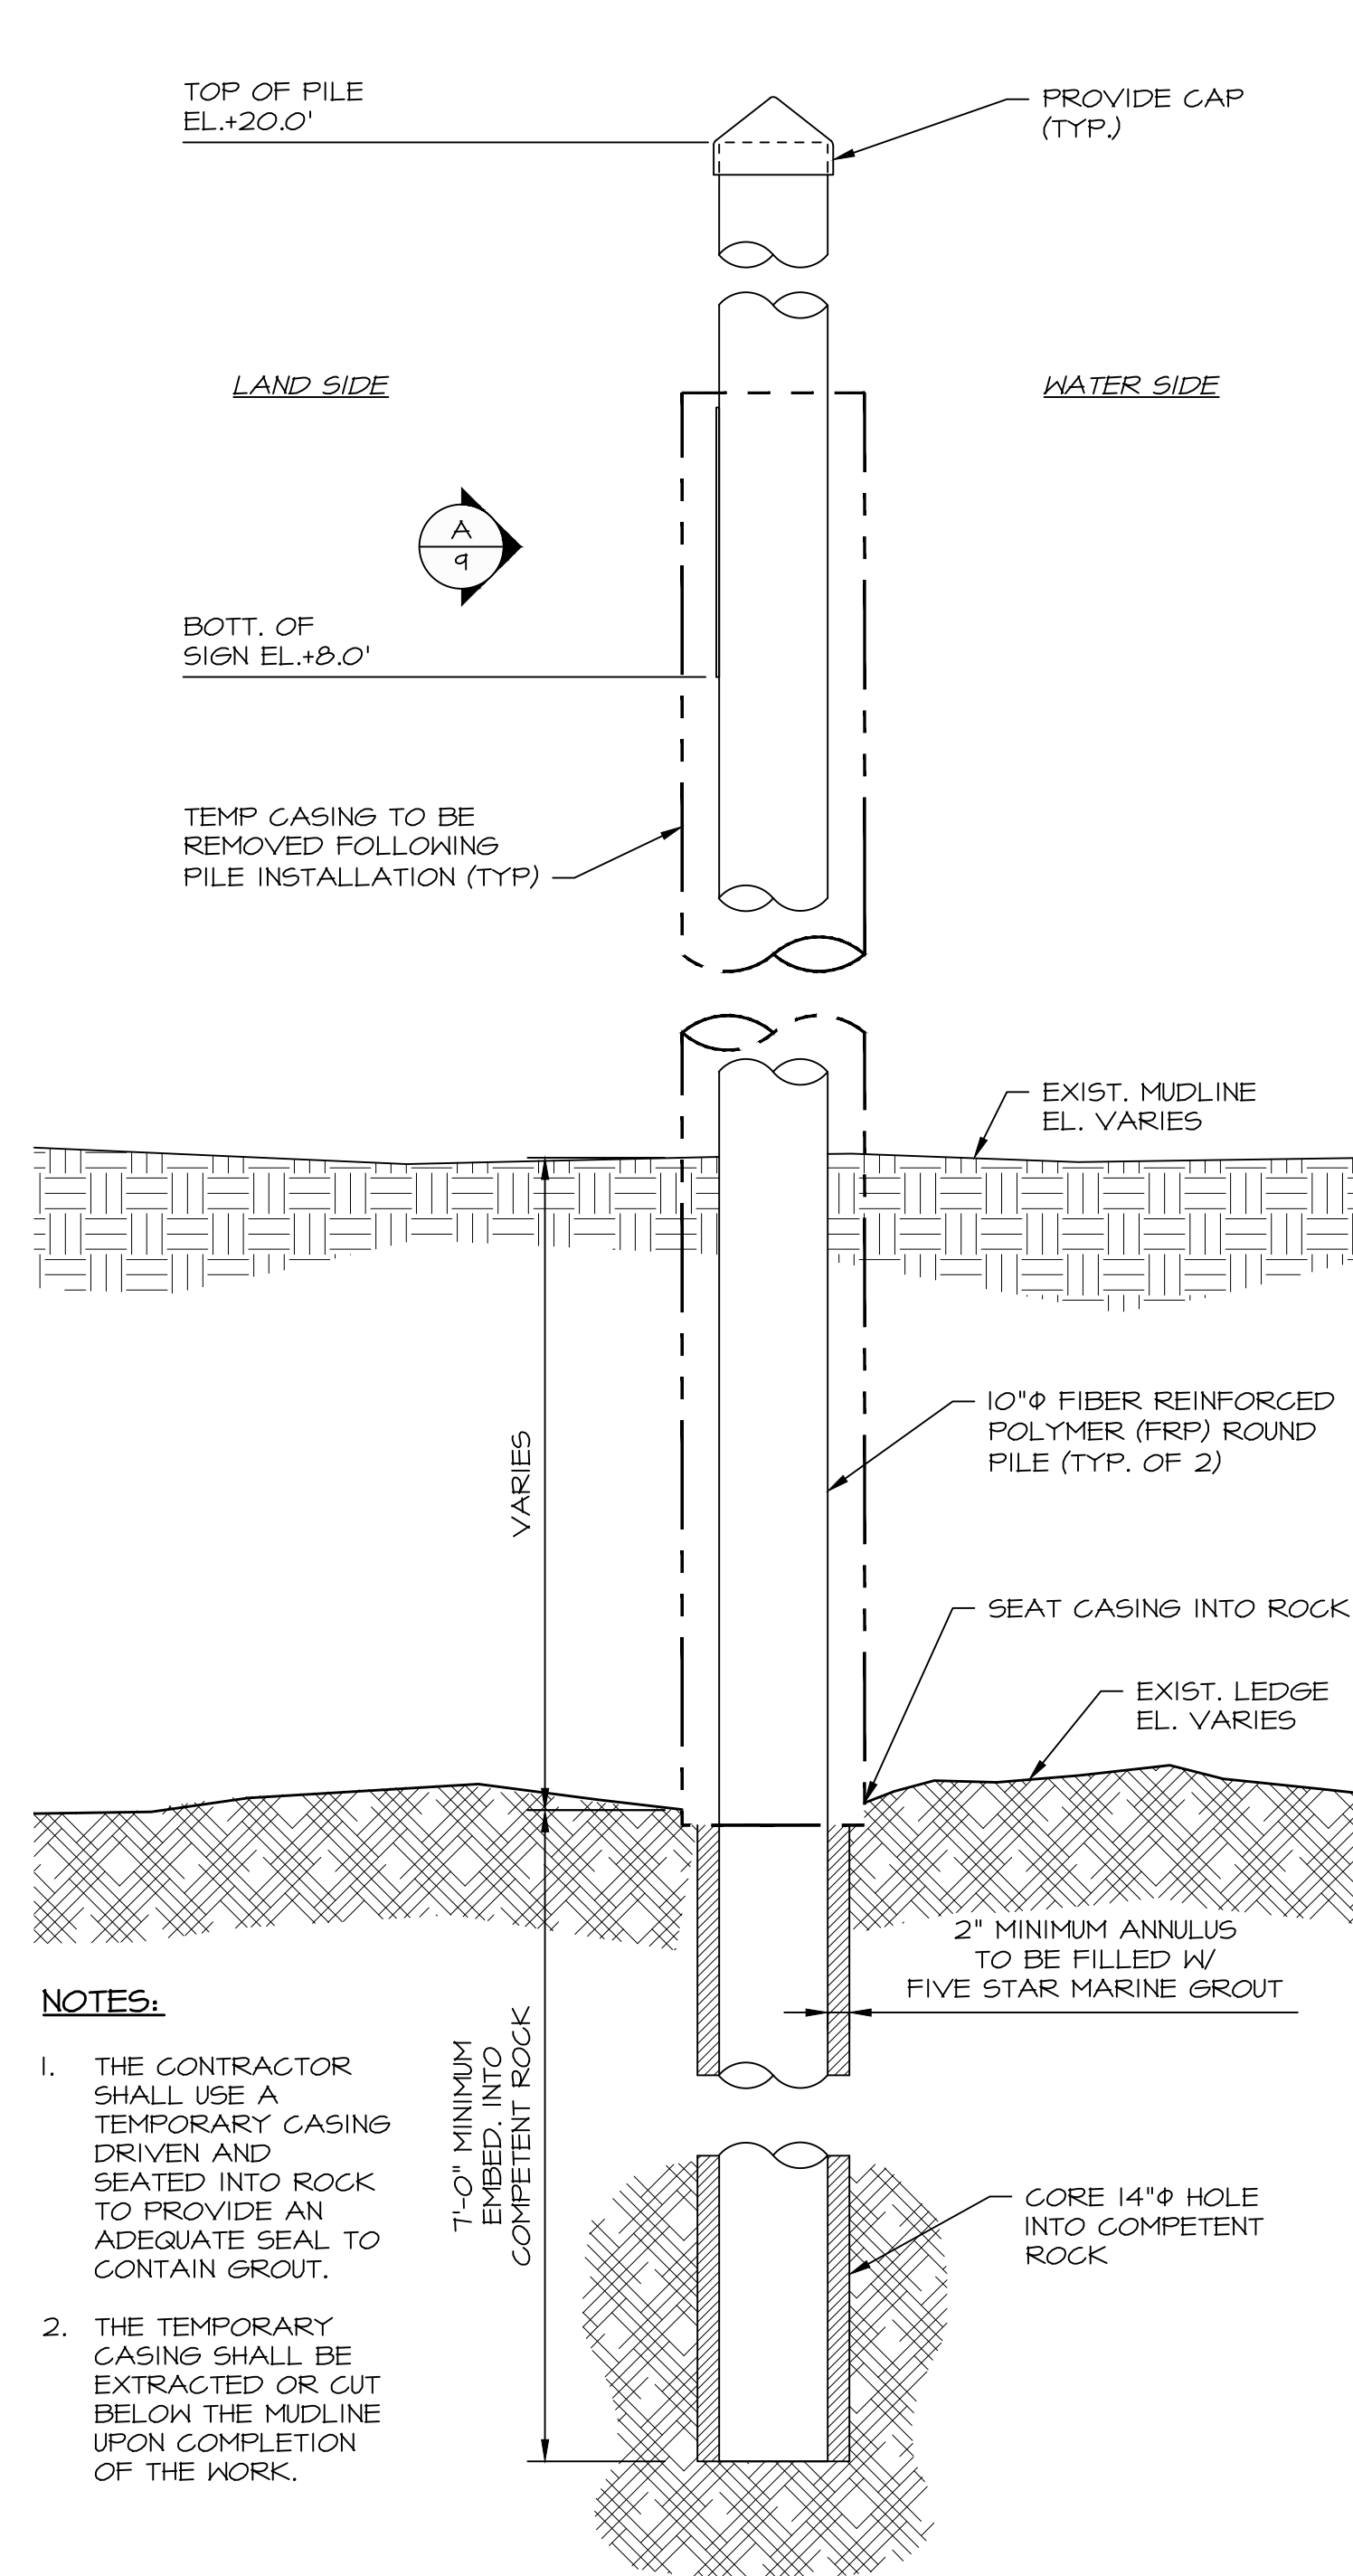 TOP OF PILE
EL.+20.0'
PROVIDE CAP
(TYP.)
LAND SIDE
WATER SIDE
A
9
BOTT. OF
SIGN EL.+8.0'
TEMP CASING TO BE
REMOVED FOLLOWING
PILE INSTALLATION (TYP)
EXIST. MUDLINE
EL. VARIES
10"Φ FIBER REINFORCED
POLYMER (FRP) ROUND
PILE (TYP. OF 2)
VARIES
SEAT CASING INTO ROCK
EXIST. LEDGE
EL. VARIES
2" MINIMUM ANNULUS
TO BE FILLED W/
FIVE STAR MARINE GROUT
7'-0" MINIMUM
EMBED. INTO
COMPETENT ROCK
CORE 14"Φ HOLE
INTO COMPETENT
ROCK
NOTES:
1. THE CONTRACTOR
SHALL USE A
TEMPORARY CASING
DRIVEN AND
SEATED INTO ROCK
TO PROVIDE AN
ADEQUATE SEAL TO
CONTAIN GROUT.
2. THE TEMPORARY
CASING SHALL BE
EXTRACTED OR CUT
BELOW THE MUDLINE
UPON COMPLETION
OF THE WORK.